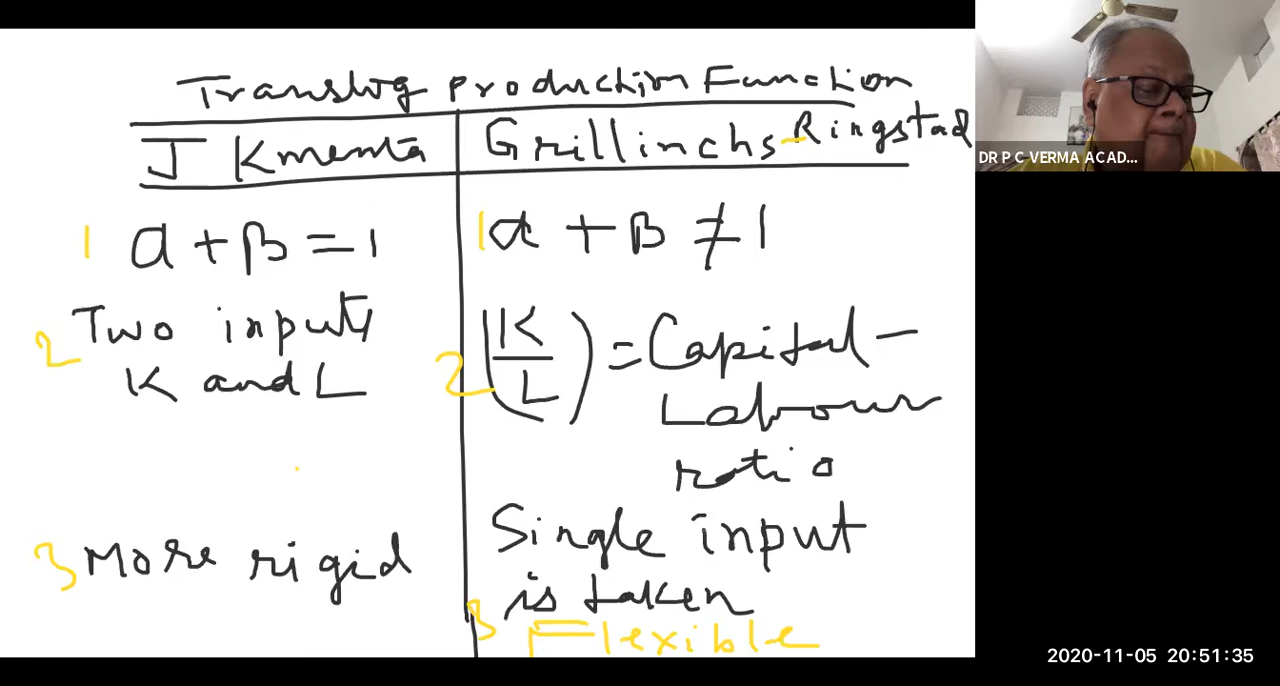 Translog production Function
J Kmenta
Grillinchs-Ringstad
1 α + β = 1
1 α + β ≠ 1
2 Two inputs
K and L
2 (K/L) = Capital-
Labour
ratio
Single input
is taken
3 More rigid
3 Flexible
DR P C VERMA ACAD...
2020-11-05 20:51:35